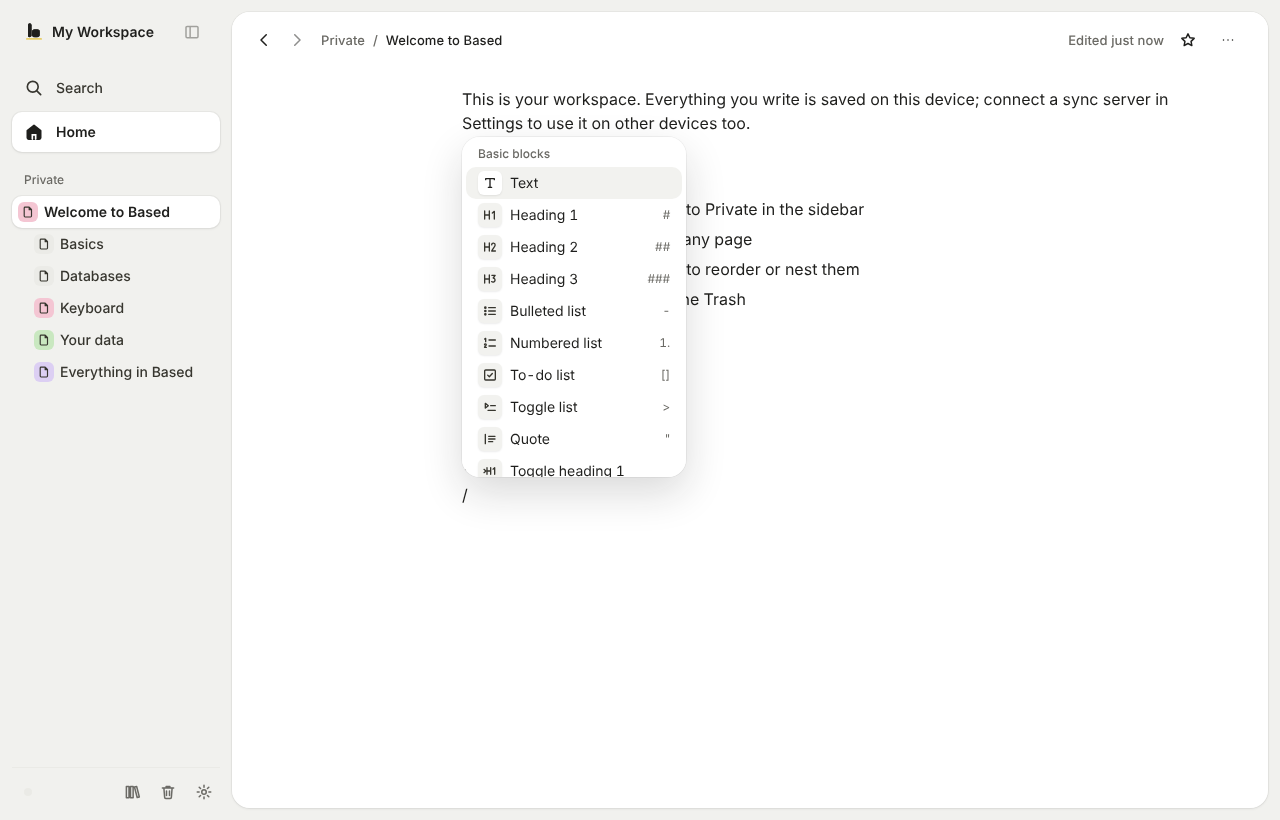 My Workspace
Search
Home
Private
Welcome to Based
Basics
Databases
Keyboard
Your data
Everything in Based
Private / Welcome to Based
Edited just now
This is your workspace. Everything you write is saved on this device; connect a sync server in
Settings to use it on other devices too.
Basic blocks
Text
Heading 1 #
Heading 2 ##
Heading 3 ###
Bulleted list -
Numbered list 1.
To-do list []
Toggle list >
Quote "
Toggle heading 1
to Private in the sidebar
any page
to reorder or nest them
Trash
/